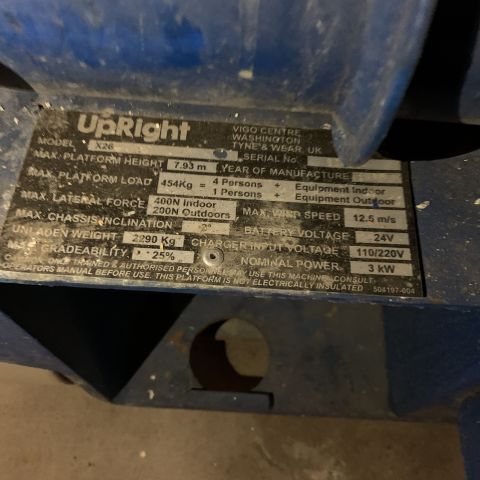 UpRight
VIGO CENTRE
WASHINGTON
TYNE & WEAR, UK
MODEL X26 SERIAL No.
MAX. PLATFORM HEIGHT 7.93 m YEAR OF MANUFACTURE
MAX. PLATFORM LOAD 454Kg = 4 Persons + Equipment Indoor
1 Persons + Equipment Outdoor
MAX. LATERAL FORCE 400N Indoor
200N Outdoors MAX. WIND SPEED 12.5 m/s
MAX. CHASSIS INCLINATION 2° BATTERY VOLTAGE 24V
UNLADEN WEIGHT 2290 Kg CHARGER INPUT VOLTAGE 110/220V
MAX GRADEABILITY 25% NOMINAL POWER 3 kW
ONLY TRAINED & AUTHORISED PERSONNEL MAY USE THIS MACHINE. CONSULT
OPERATORS MANUAL BEFORE USE. THIS PLATFORM IS NOT ELECTRICALLY INSULATED 504197-004